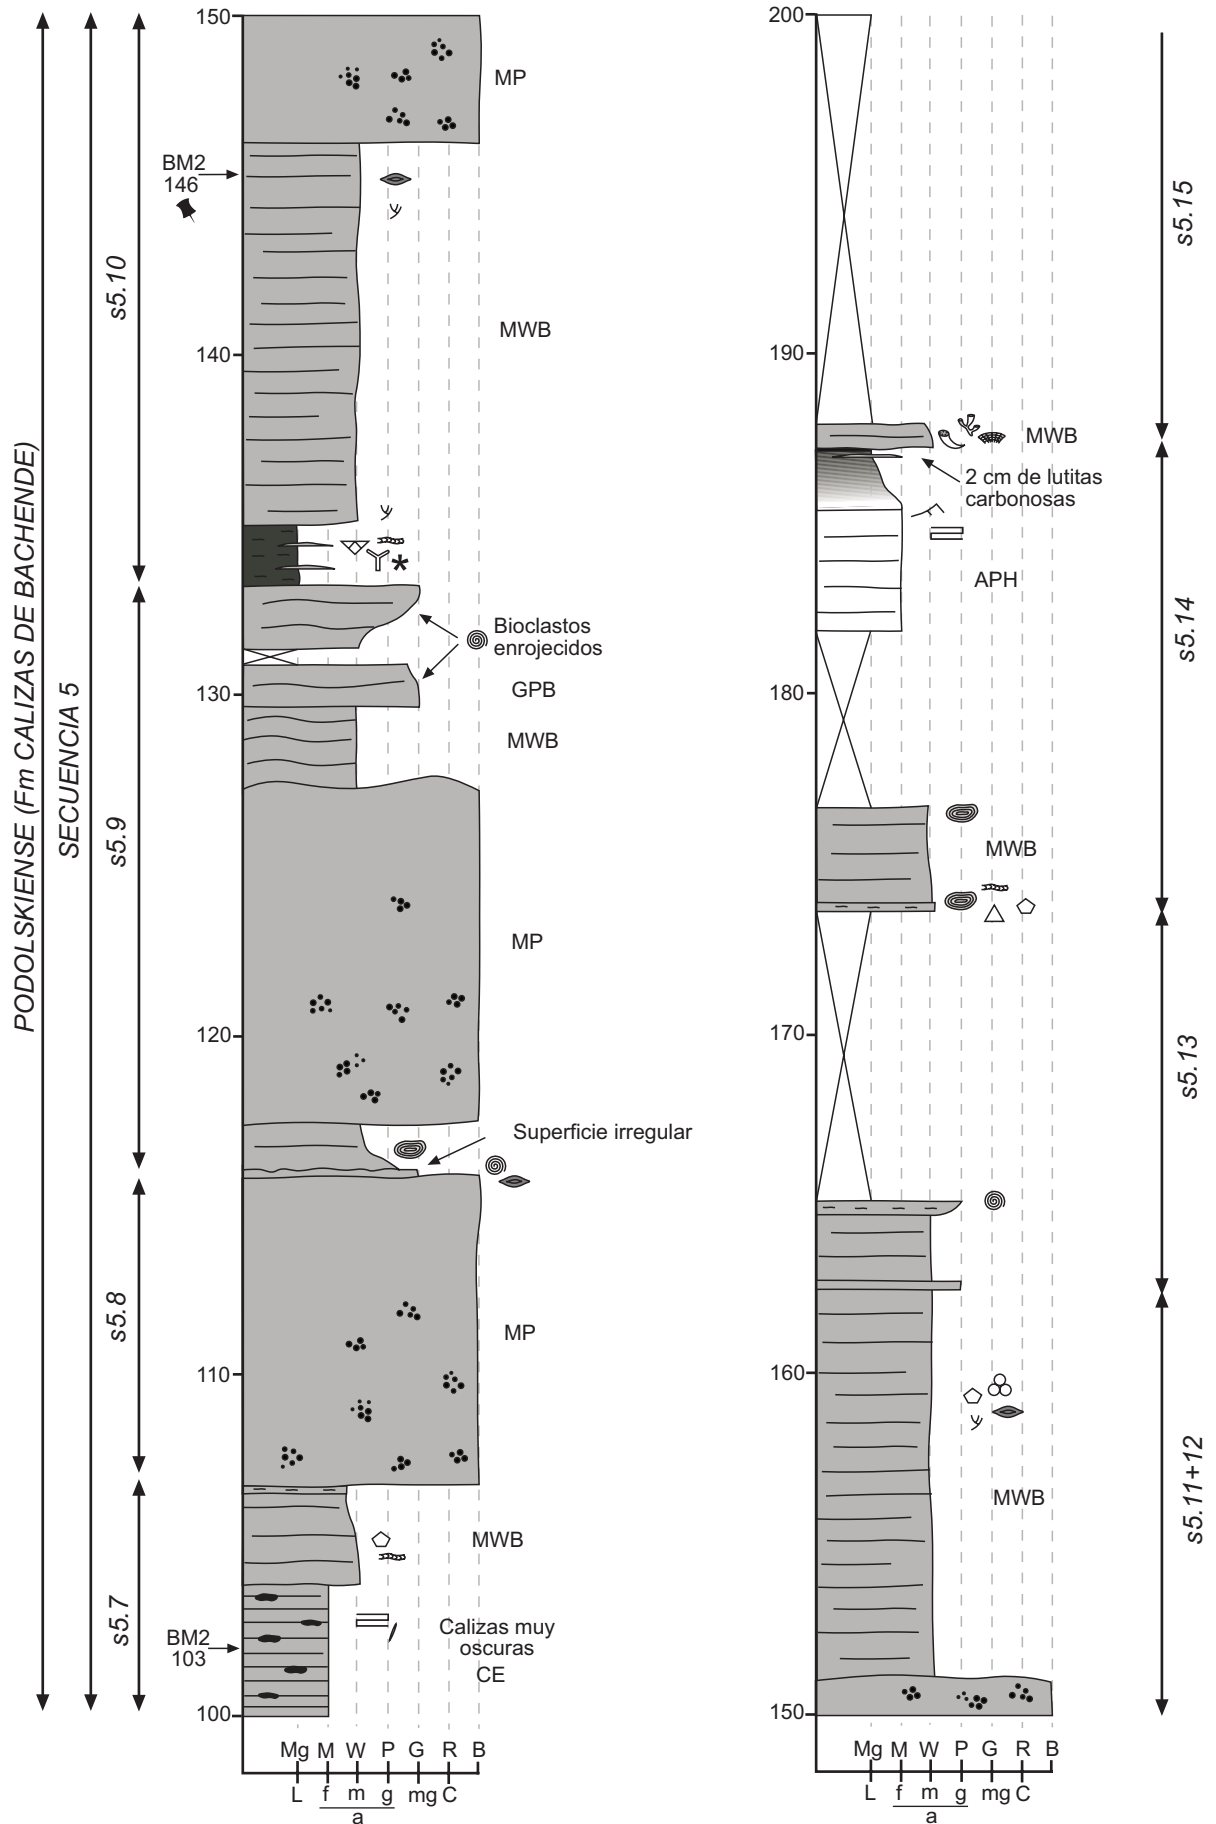 PODOLSKIENSE (Fm CALIZAS DE BACHENDE)
SECUENCIA 5
s5.10
s5.9
s5.8
s5.7
150
140
130
120
110
100
BM2
146
BM2
103
MP
MWB
Bioclastos
enrojecidos
GPB
MWB
MP
Superficie irregular
MP
MWB
Calizas muy
oscuras
CE
Mg M W P G R B
L f m g mg C
a
200
190
180
170
160
150
MWB
2 cm de lutitas
carbonosas
APH
MWB
MWB
s5.15
s5.14
s5.13
s5.11+12
Mg M W P G R B
L f m g mg C
a